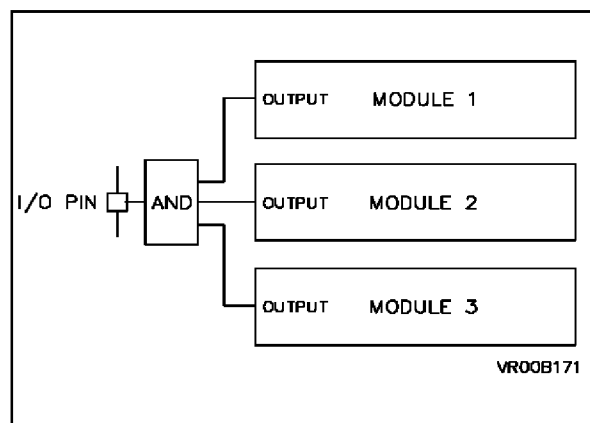 OUTPUT MODULE 1
I/O PIN AND OUTPUT MODULE 2
OUTPUT MODULE 3
VR00B171